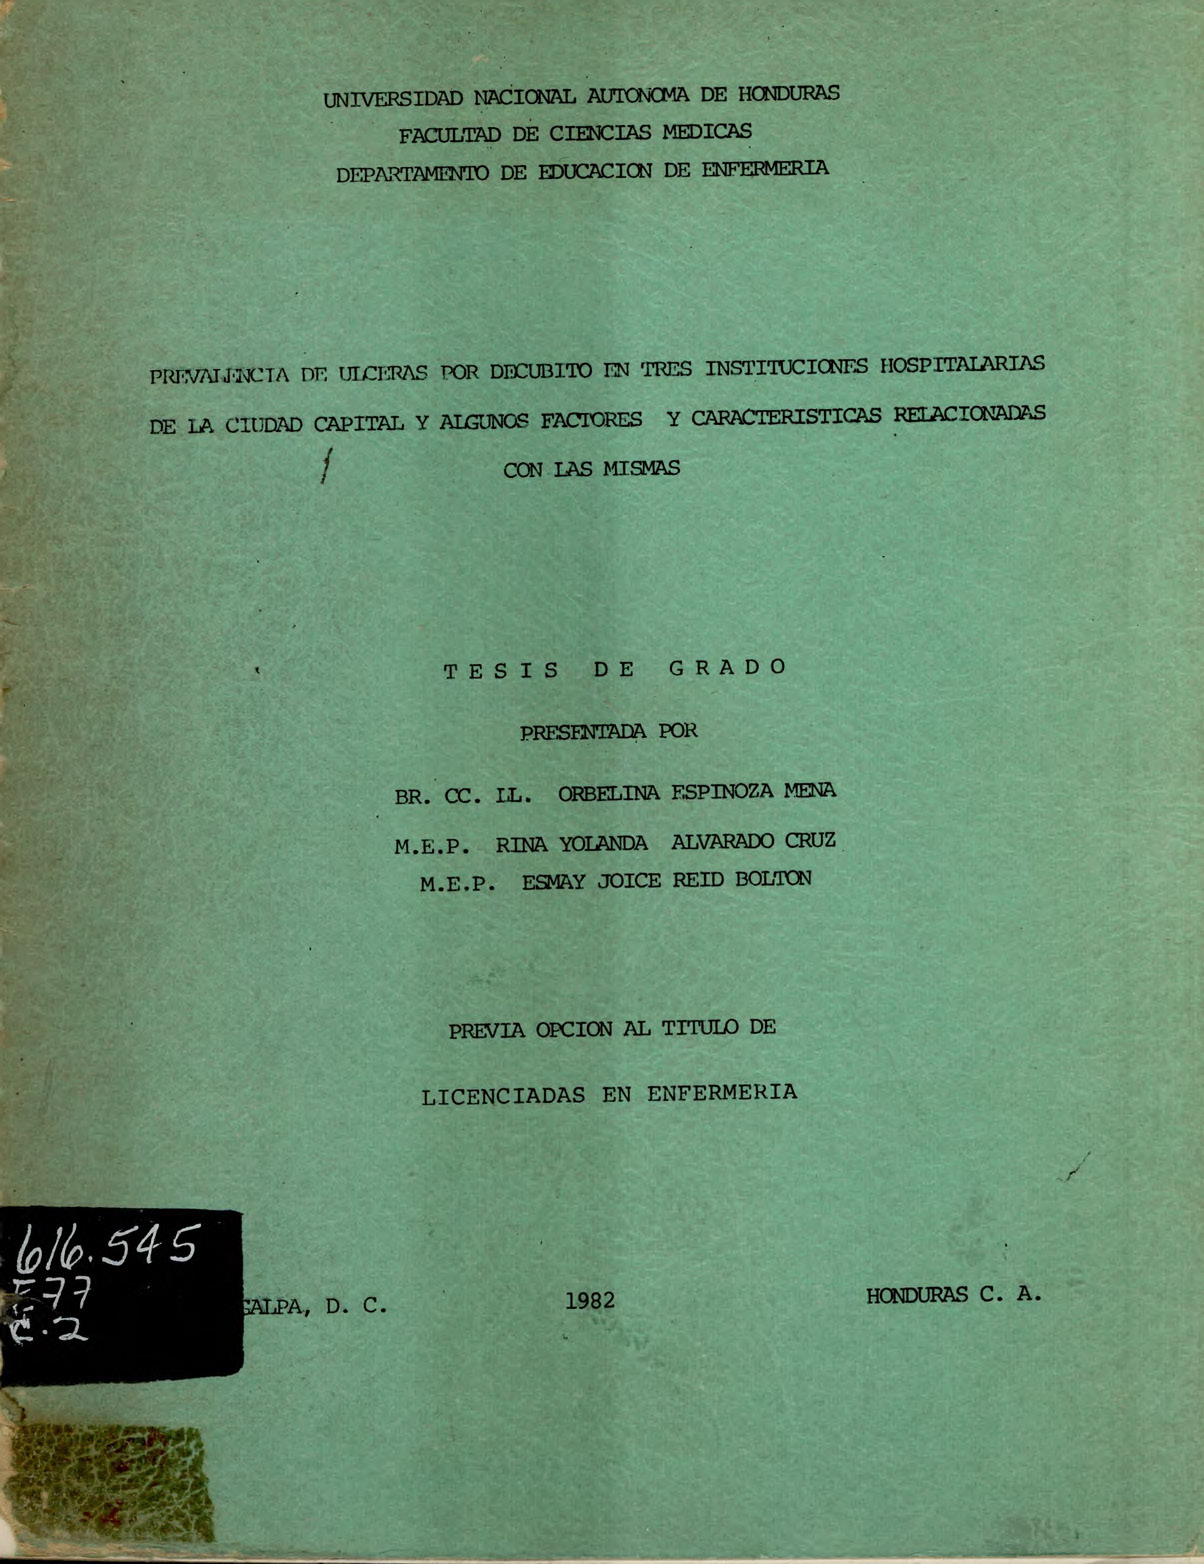 UNIVERSIDAD NACIONAL AUTONOMA DE HONDURAS
FACULTAD DE CIENCIAS MEDICAS
DEPARTAMENTO DE EDUCACION DE ENFERMERIA
PREVALENCIA DE ULCERAS POR DECUBITO EN TRES INSTITUCIONES HOSPITALARIAS
DE LA CIUDAD CAPITAL Y ALGUNOS FACTORES Y CARACTERISTICAS RELACIONADAS
CON LAS MISMAS
TESIS DE GRADO
PRESENTADA POR
BR. CC. LL. ORBELINA ESPINOZA MENA
M.E.P. RINA YOLANDA ALVARADO CRUZ
M.E.P. ESMAY JOICE REID BOLTON
PREVIA OPCION AL TITULO DE
LICENCIADAS EN ENFERMERIA
616.545
E77
C.2
GALPA, D. C. 1982 HONDURAS C. A.